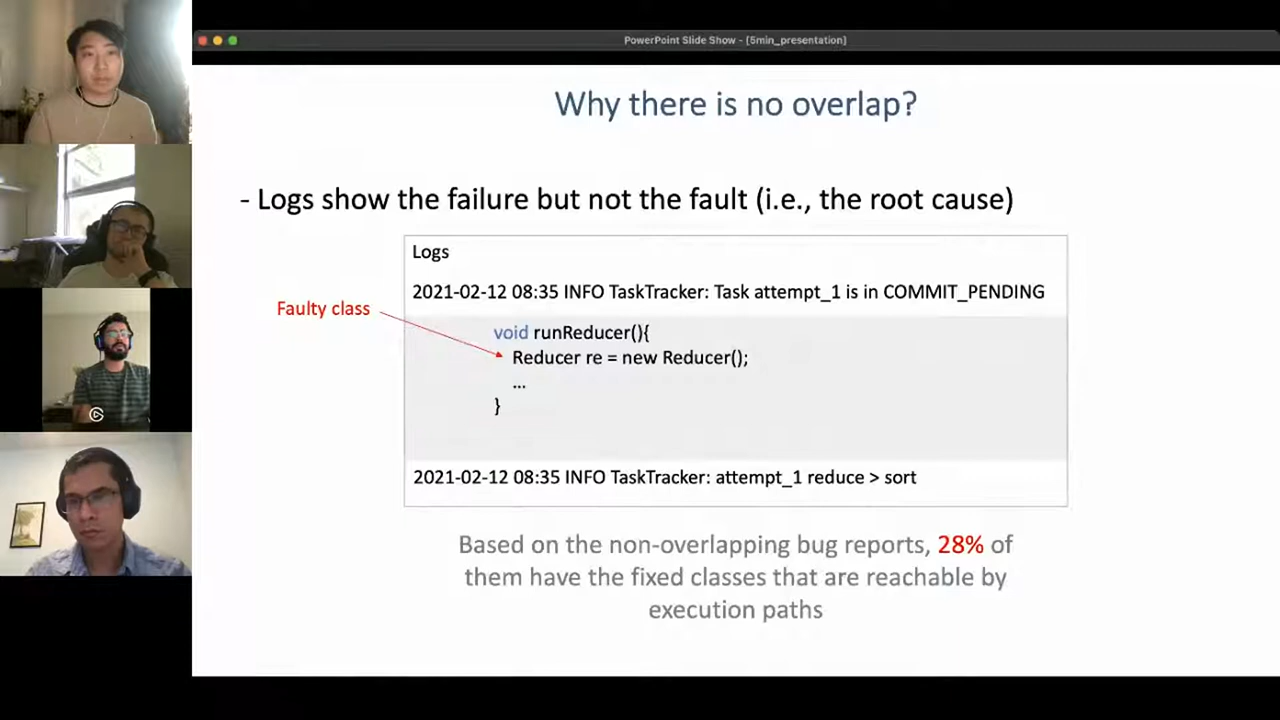 PowerPoint Slide Show - [5min_presentation]
Why there is no overlap?
- Logs show the failure but not the fault (i.e., the root cause)
Logs
2021-02-12 08:35 INFO TaskTracker: Task attempt_1 is in COMMIT_PENDING
Faulty class
void runReducer(){
Reducer re = new Reducer();
...
}
2021-02-12 08:35 INFO TaskTracker: attempt_1 reduce > sort
Based on the non-overlapping bug reports, 28% of
them have the fixed classes that are reachable by
execution paths